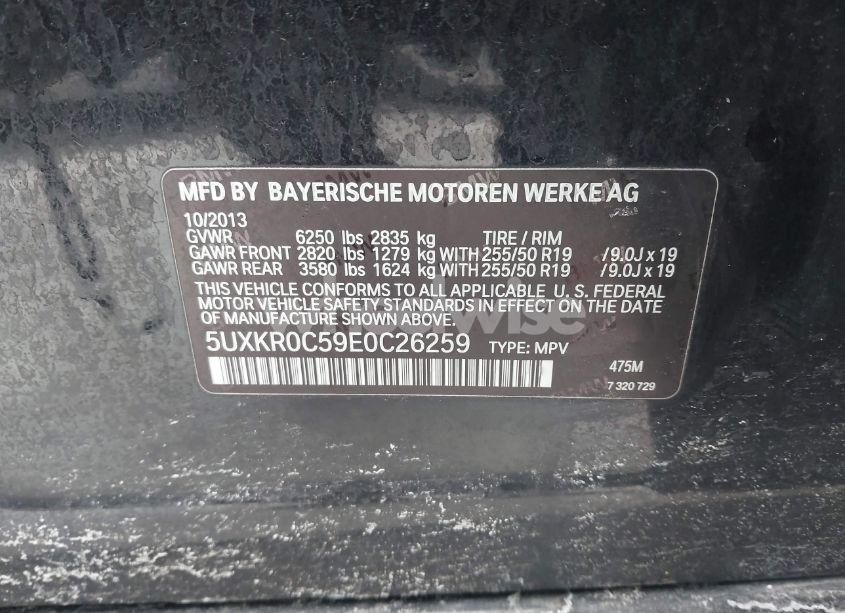 MFD BY BAYERISCHE MOTOREN WERKE AG
10/2013
GVWR 6250 lbs 2835 kg TIRE / RIM
GAWR FRONT 2820 lbs 1279 kg WITH 255/50 R19 / 9.0J x 19
GAWR REAR 3580 lbs 1624 kg WITH 255/50 R19 / 9.0J x 19
THIS VEHICLE CONFORMS TO ALL APPLICABLE U. S. FEDERAL
MOTOR VEHICLE SAFETY STANDARDS IN EFFECT ON THE DATE
OF MANUFACTURE SHOWN ABOVE.
5UXKR0C59E0C26259 TYPE: MPV
475M
7 320 729